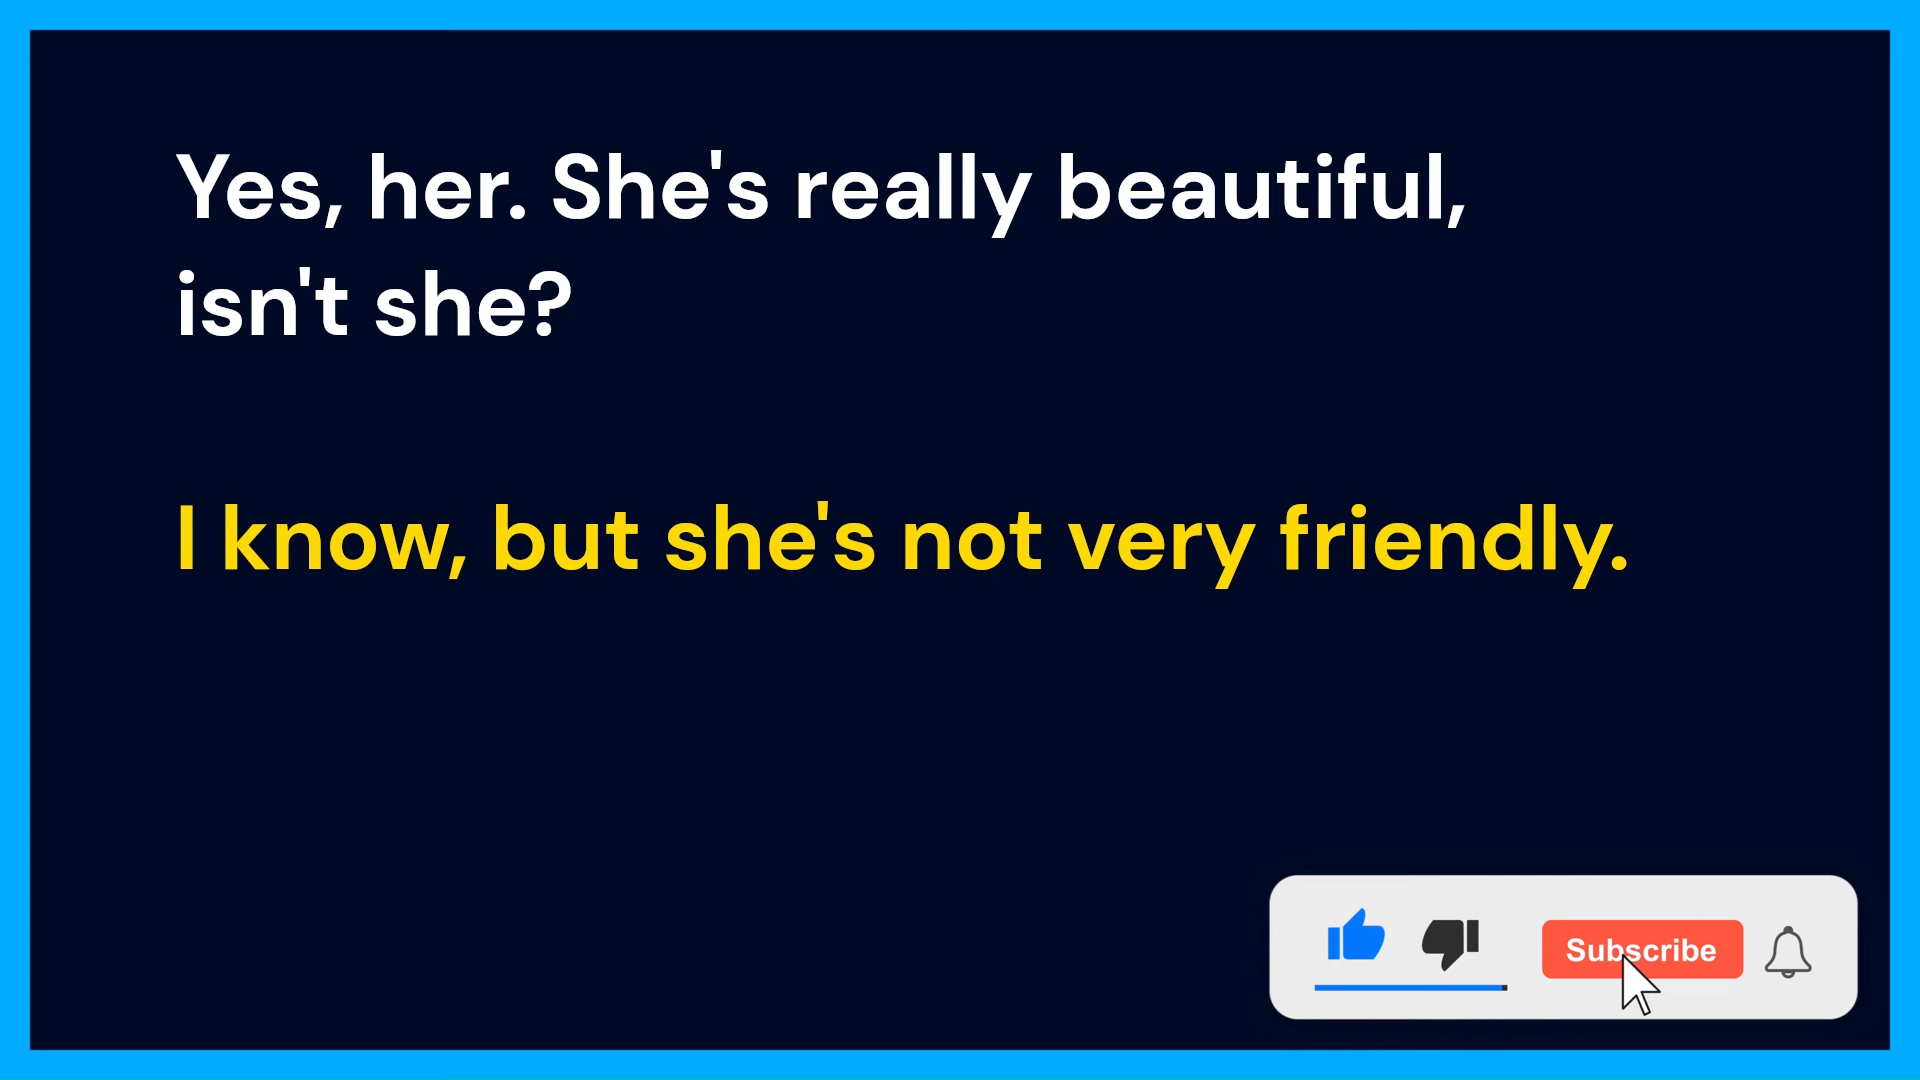 Yes, her. She's really beautiful,
isn't she?
I know, but she's not very friendly.
Subscribe